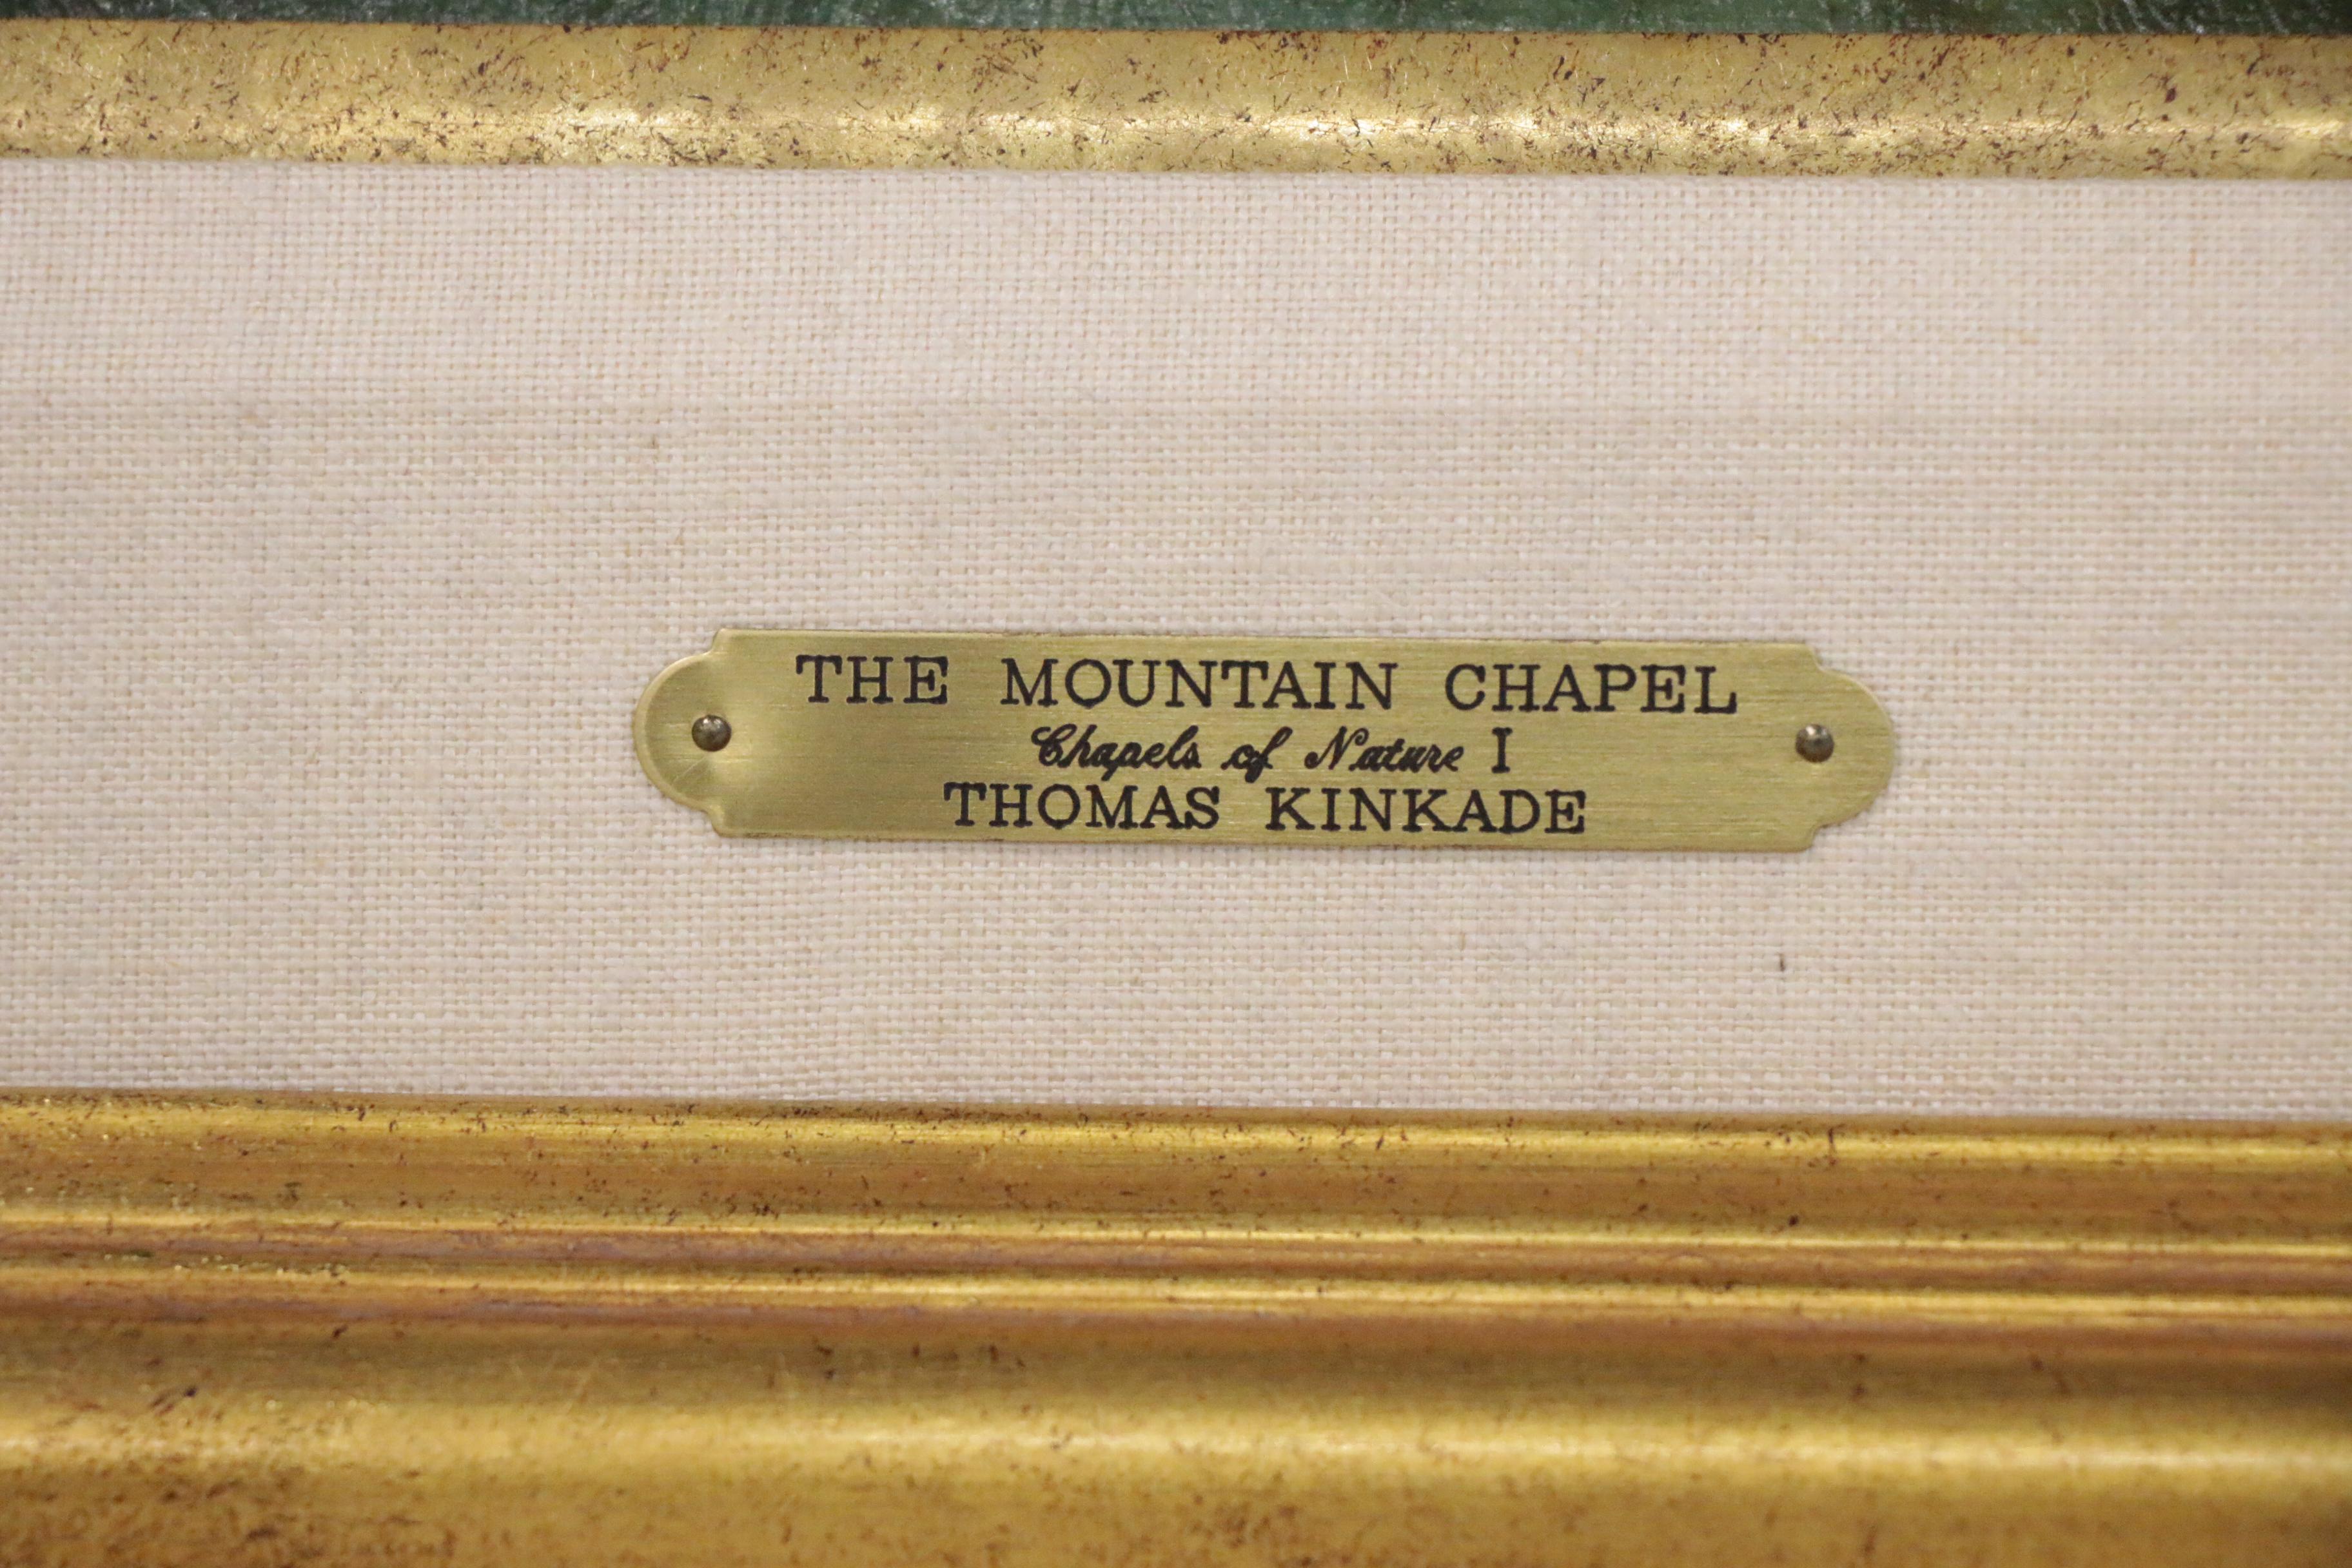 THE MOUNTAIN CHAPEL
Chapels of Nature I
THOMAS KINKADE